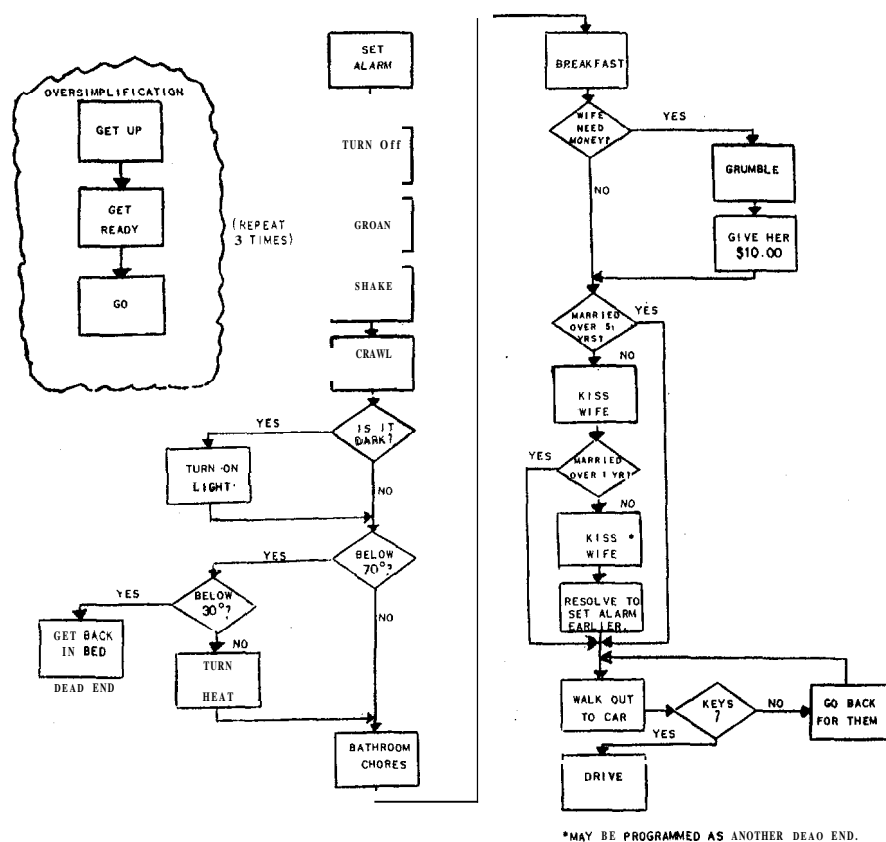 OVERSIMPLIFICATION
GET UP
GET
READY
GO
SET
ALARM
TURN Off
(REPEAT
3 TIMES)
GROAN
SHAKE
CRAWL
IS IT
DARK?
YES
TURN-ON
LIGHT
NO
BELOW
70°?
YES
BELOW
30°?
YES
GET BACK
IN BED
DEAD END
NO
TURN
HEAT
NO
BATHROOM
CHORES
BREAKFAST
WIFE
NEED
MONEY?
YES
GRUMBLE
GIVE HER
$10.00
NO
MARRIED
OVER 5
YRS?
YES
NO
KISS
WIFE
MARRIED
OVER 1 YR?
YES
NO
KISS *
WIFE
RESOLVE TO
SET ALARM
EARLIER.
WALK OUT
TO CAR
KEYS
?
NO
GO BACK
FOR THEM
YES
DRIVE
*MAY BE PROGRAMMED AS ANOTHER DEAO END.